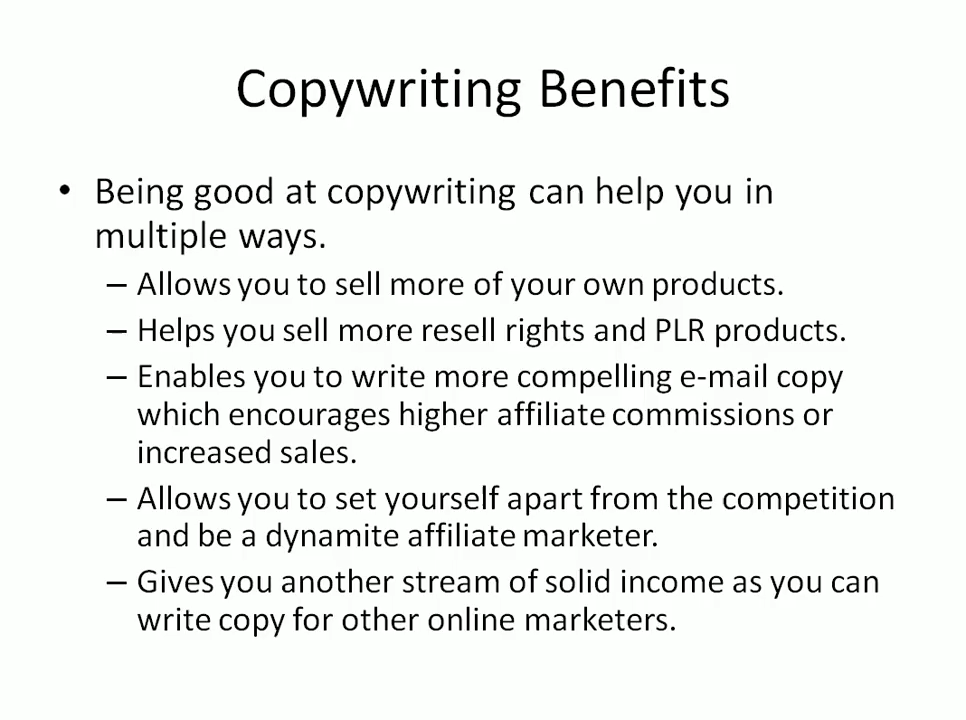 Copywriting Benefits
• Being good at copywriting can help you in
multiple ways.
– Allows you to sell more of your own products.
– Helps you sell more resell rights and PLR products.
– Enables you to write more compelling e-mail copy
which encourages higher affiliate commissions or
increased sales.
– Allows you to set yourself apart from the competition
and be a dynamite affiliate marketer.
– Gives you another stream of solid income as you can
write copy for other online marketers.